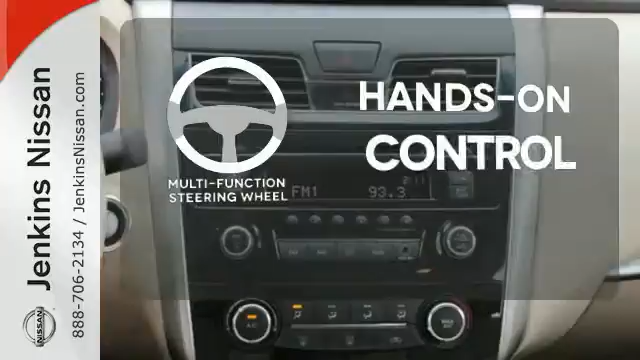 HANDS-ON
CONTROL
MULTI-FUNCTION
STEERING WHEEL
FM1
93.3
A/C
Jenkins Nissan
888-706-2134 / JenkinsNissan.com
NISSAN